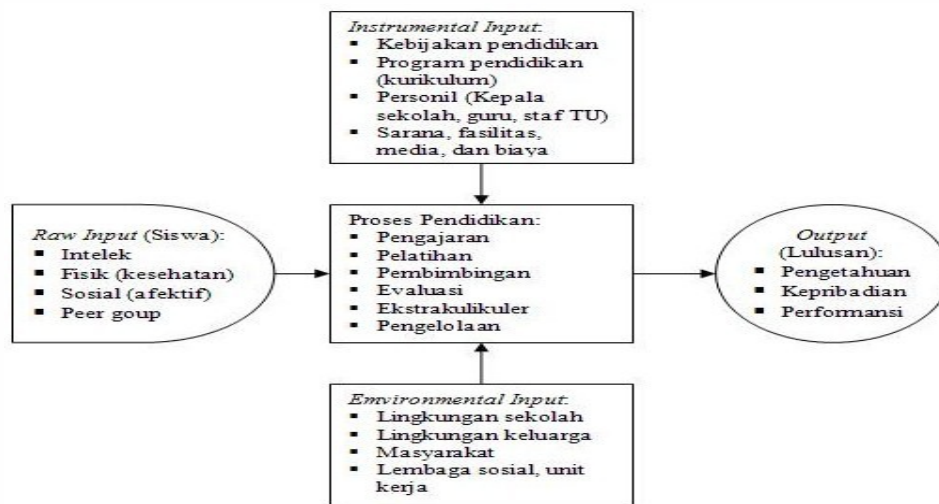 Instrumental Input:
▪ Kebijakan pendidikan
▪ Program pendidikan
(kurikulum)
▪ Personil (Kepala
sekolah, guru, staf TU)
▪ Sarana, fasilitas,
media, dan biaya
Raw Input (Siswa):
▪ Intelek
▪ Fisik (kesehatan)
▪ Sosial (afektif)
▪ Peer goup
Proses Pendidikan:
▪ Pengajaran
▪ Pelatihan
▪ Pembimbingan
▪ Evaluasi
▪ Ekstrakulikuler
▪ Pengelolaan
Output
(Lulusan):
▪ Pengetahuan
▪ Kepribadian
▪ Performansi
Emvironmental Input:
▪ Lingkungan sekolah
▪ Lingkungan keluarga
▪ Masyarakat
▪ Lembaga sosial, unit
kerja